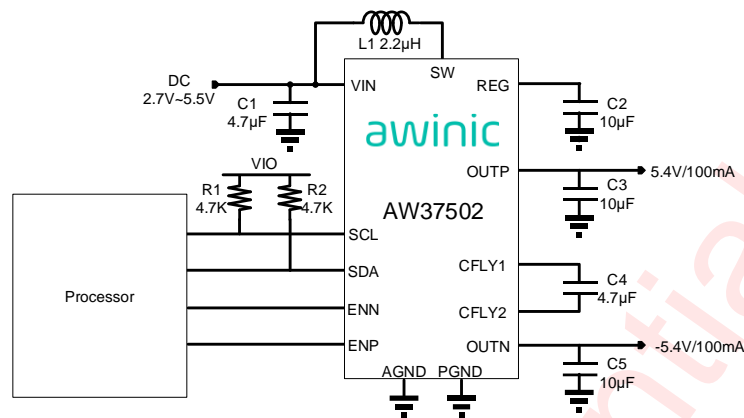 L1 2.2µH
SW
DC
2.7V~5.5V
VIN
REG
C1
4.7µF
C2
10µF
awinic
VIO
OUTP
5.4V/100mA
R1
4.7K
R2
4.7K
C3
10µF
AW37502
SCL
SDA
CFLY1
C4
4.7µF
Processor
ENN
CFLY2
ENP
OUTN
-5.4V/100mA
AGND
PGND
C5
10µF
ntial